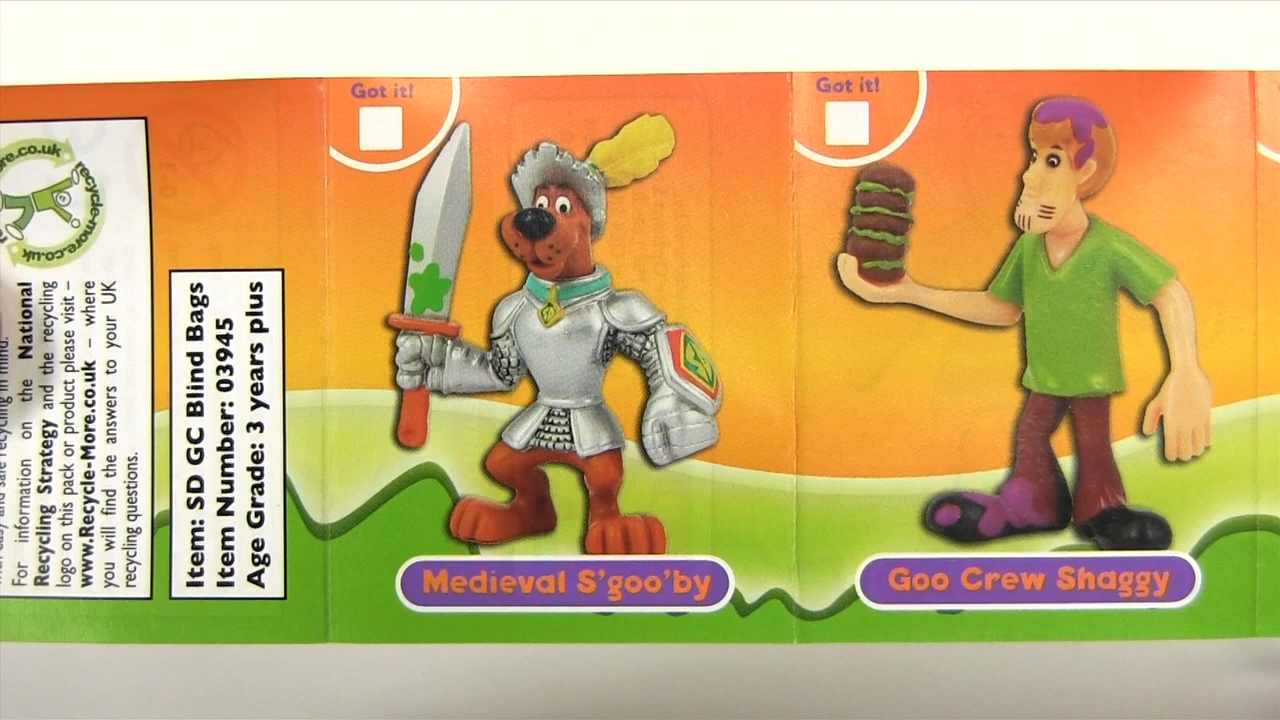 re.co.uk
recycle-more.co.uk
For information on the National
Recycling Strategy and the recycling
logo on this pack or product please visit –
www.Recycle-More.co.uk – where
you will find the answers to your UK
recycling questions.
Item: SD GC Blind Bags
Item Number: 03945
Age Grade: 3 years plus
Got it!
Medieval S'goo'by
Got it!
Goo Crew Shaggy